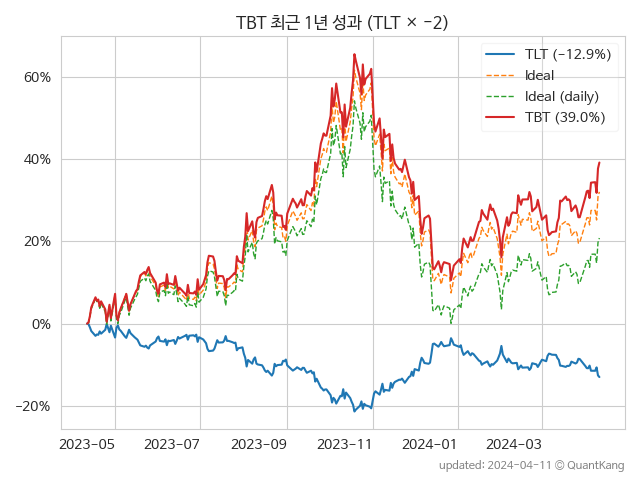 TBT 최근 1년 성과 (TLT × −2)
TLT (−12.9%)
Ideal
Ideal (daily)
TBT (39.0%)
60%
40%
20%
0%
−20%
2023−05
2023−07
2023−09
2023−11
2024−01
2024−03
updated: 2024−04−11 © QuantKang